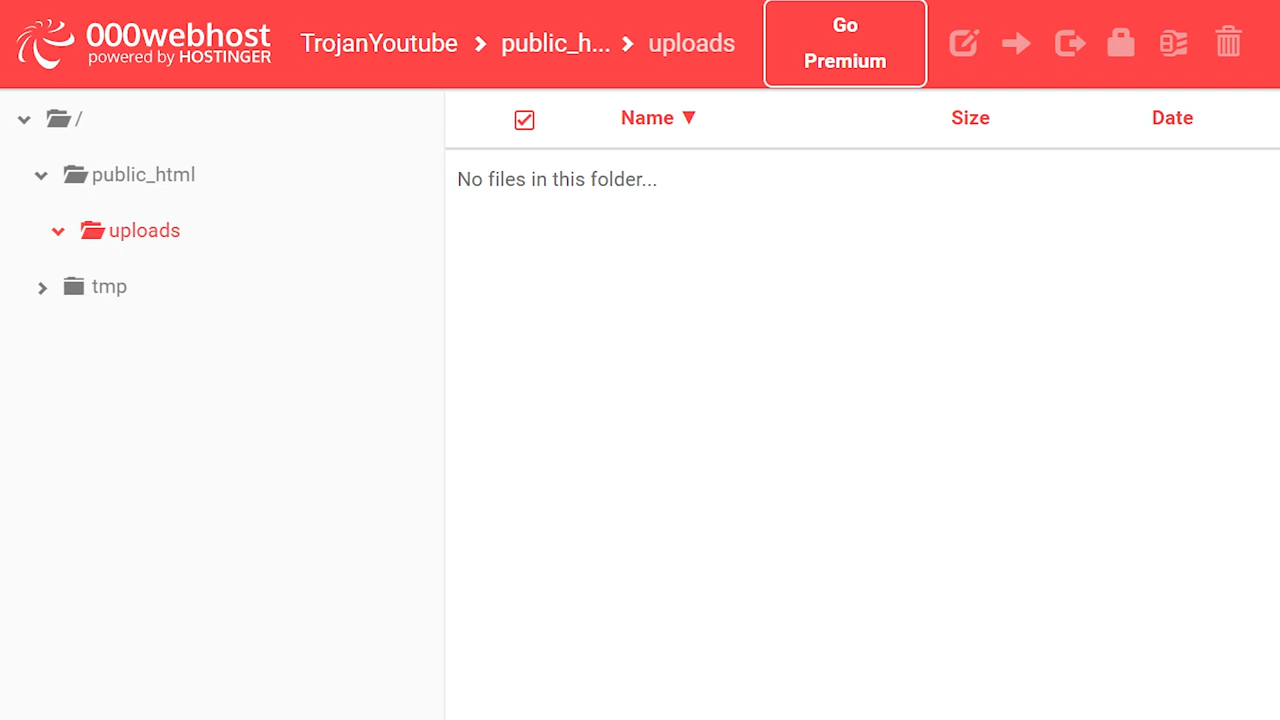 000webhost
powered by HOSTINGER
TrojanYoutube > public_h... > uploads
Go
Premium
/
public_html
uploads
tmp
Name ▼ Size Date
No files in this folder...